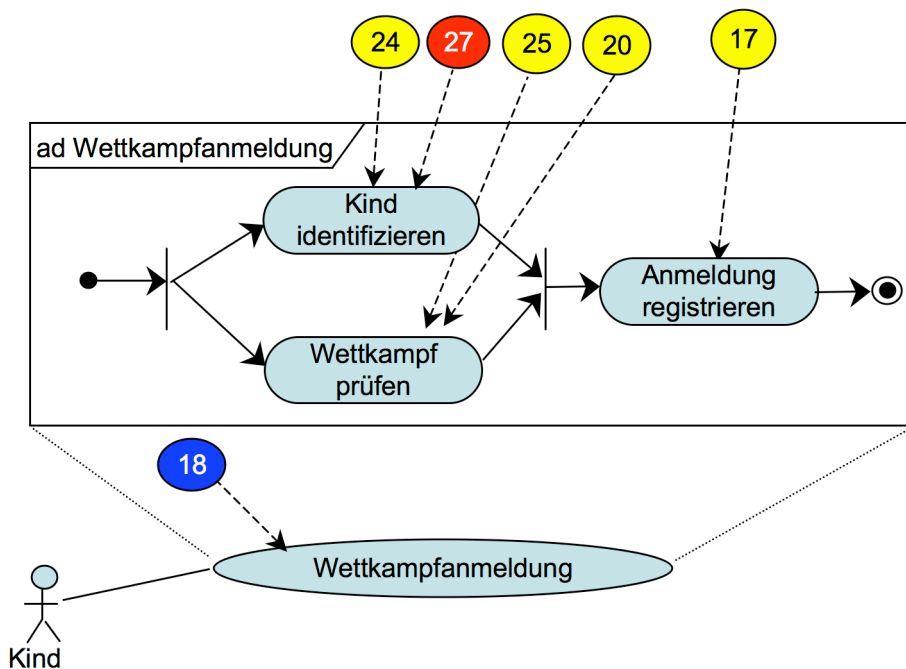 24
27
25
20
17
ad Wettkampfanmeldung
Kind
identifizieren
Anmeldung
registrieren
Wettkampf
prüfen
18
Wettkampfanmeldung
Kind